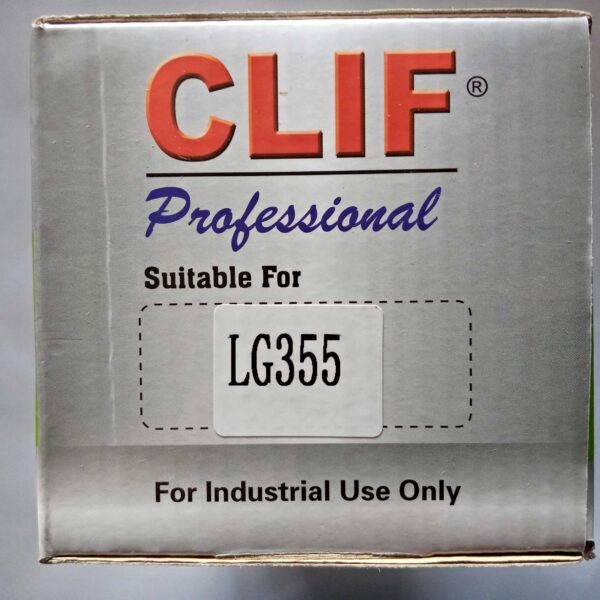 CLIF ®
Professional
Suitable For
LG355
For Industrial Use Only